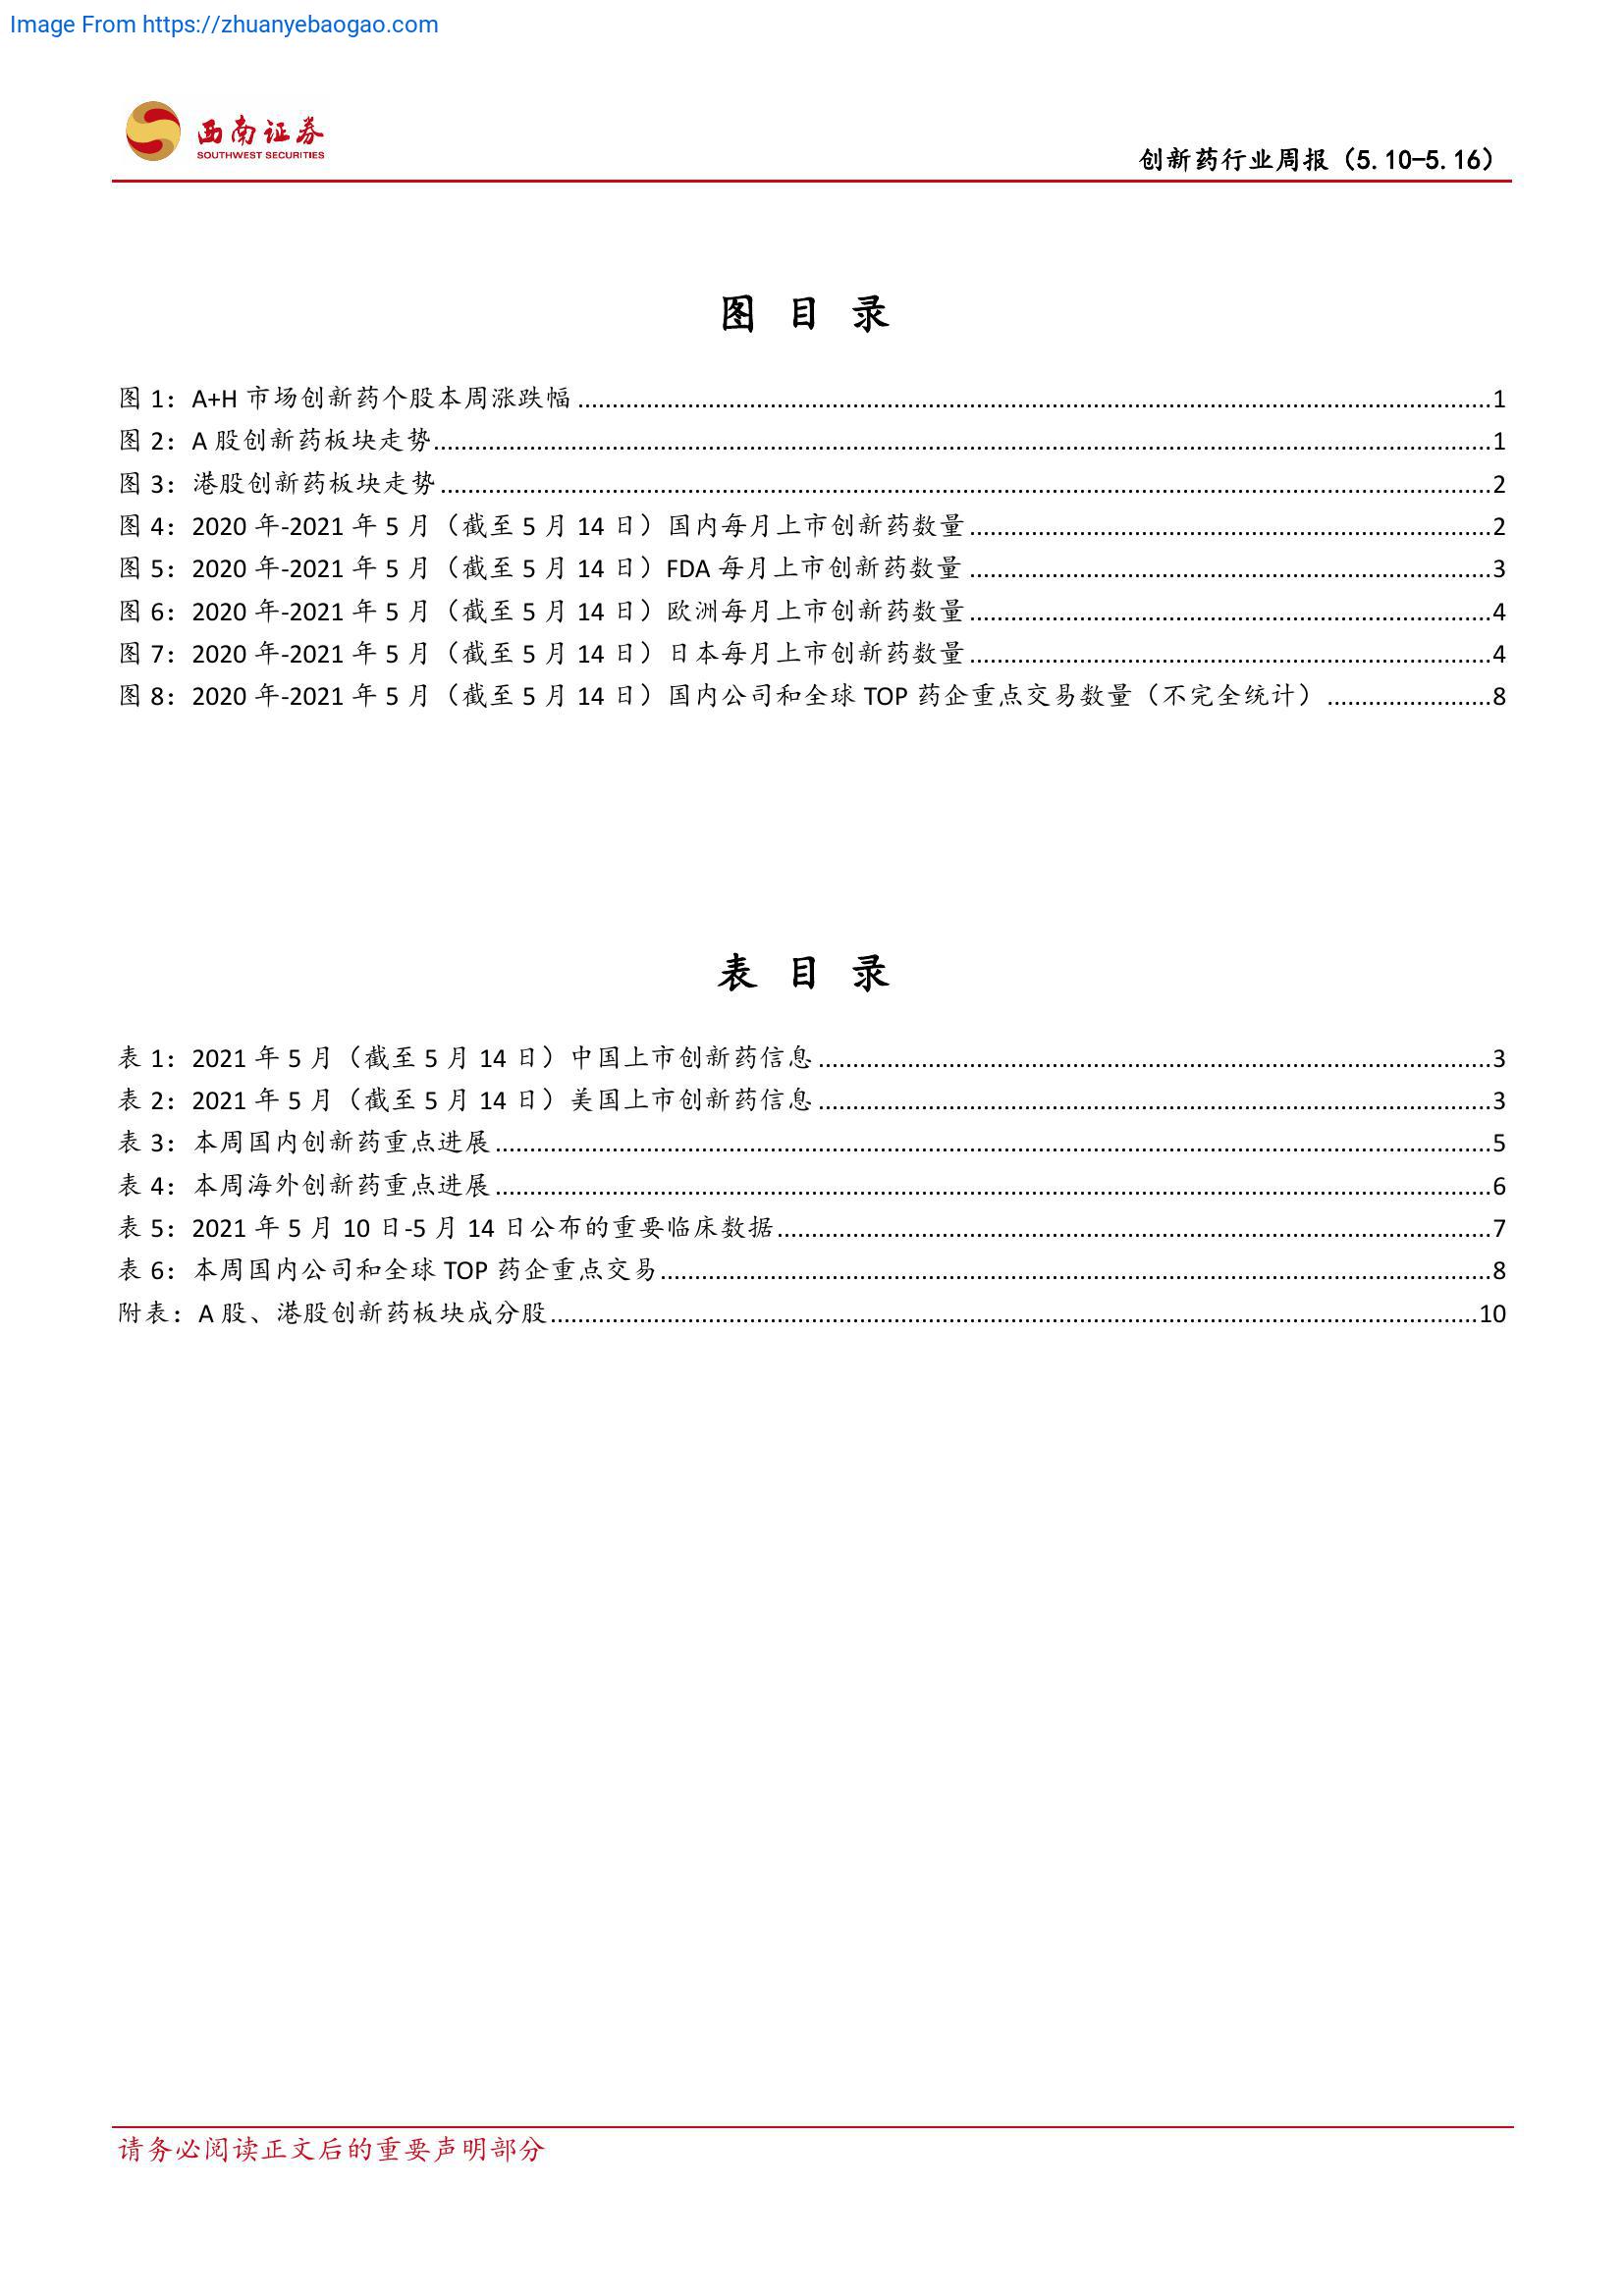 Image From https://zhuanyebaogao.com
西南证券
SOUTHWEST SECURITIES
创新药行业周报（5.10-5.16）
图 目 录
图 1：A+H 市场创新药个股本周涨跌幅 ........ 1
图 2：A 股创新药板块走势 ........ 1
图 3：港股创新药板块走势 ........ 2
图 4：2020 年-2021 年 5 月（截至 5 月 14 日）国内每月上市创新药数量 ........ 2
图 5：2020 年-2021 年 5 月（截至 5 月 14 日）FDA 每月上市创新药数量 ........ 3
图 6：2020 年-2021 年 5 月（截至 5 月 14 日）欧洲每月上市创新药数量 ........ 4
图 7：2020 年-2021 年 5 月（截至 5 月 14 日）日本每月上市创新药数量 ........ 4
图 8：2020 年-2021 年 5 月（截至 5 月 14 日）国内公司和全球 TOP 药企重点交易数量（不完全统计） ........ 8
表 目 录
表 1：2021 年 5 月（截至 5 月 14 日）中国上市创新药信息 ........ 3
表 2：2021 年 5 月（截至 5 月 14 日）美国上市创新药信息 ........ 3
表 3：本周国内创新药重点进展 ........ 5
表 4：本周海外创新药重点进展 ........ 6
表 5：2021 年 5 月 10 日-5 月 14 日公布的重要临床数据 ........ 7
表 6：本周国内公司和全球 TOP 药企重点交易 ........ 8
附表：A 股、港股创新药板块成分股 ........ 10
请务必阅读正文后的重要声明部分